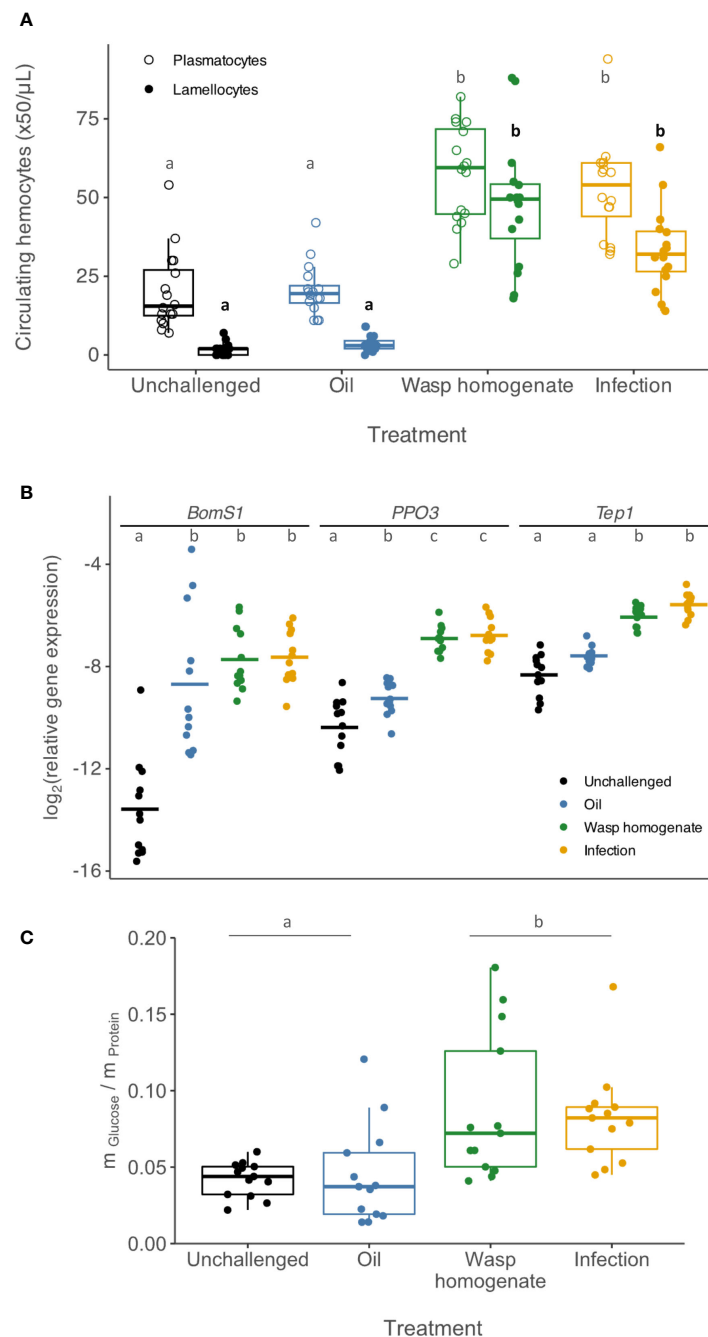 A
Circulating hemocytes (x50/µL)
75
50
25
0
Plasmatocytes
Lamellocytes
a
a
a
a
b
b
b
b
Unchallenged
Oil
Wasp homogenate
Infection
Treatment
B
log2(relative gene expression)
-4
-8
-12
-16
BomS1
PPO3
Tep1
a
b
b
b
a
b
c
c
a
a
b
b
Unchallenged
Oil
Wasp homogenate
Infection
C
m Glucose / m Protein
0.20
0.15
0.10
0.05
0.00
a
b
Unchallenged
Oil
Wasp
homogenate
Infection
Treatment